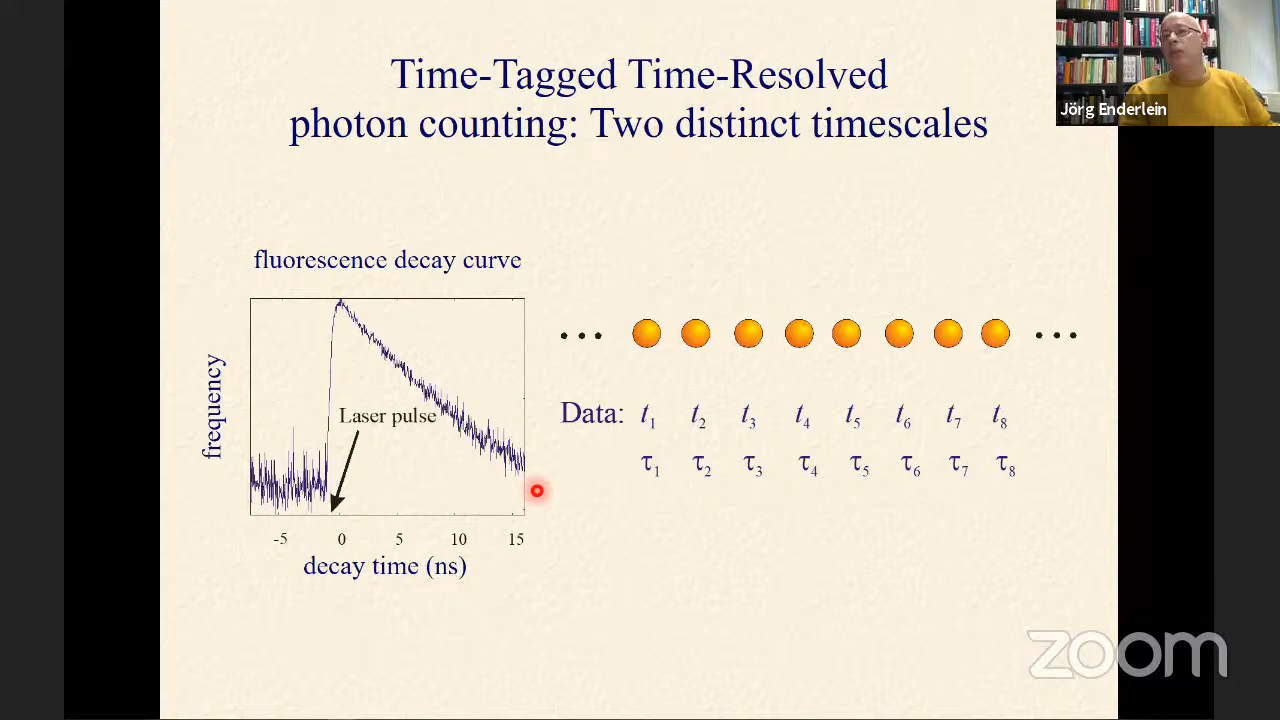 Time-Tagged Time-Resolved
photon counting: Two distinct timescales
Jörg Enderlein
fluorescence decay curve
frequency
Laser pulse
-5 0 5 10 15
decay time (ns)
Data: t₁ t₂ t₃ t₄ t₅ t₆ t₇ t₈
τ₁ τ₂ τ₃ τ₄ τ₅ τ₆ τ₇ τ₈
zoom